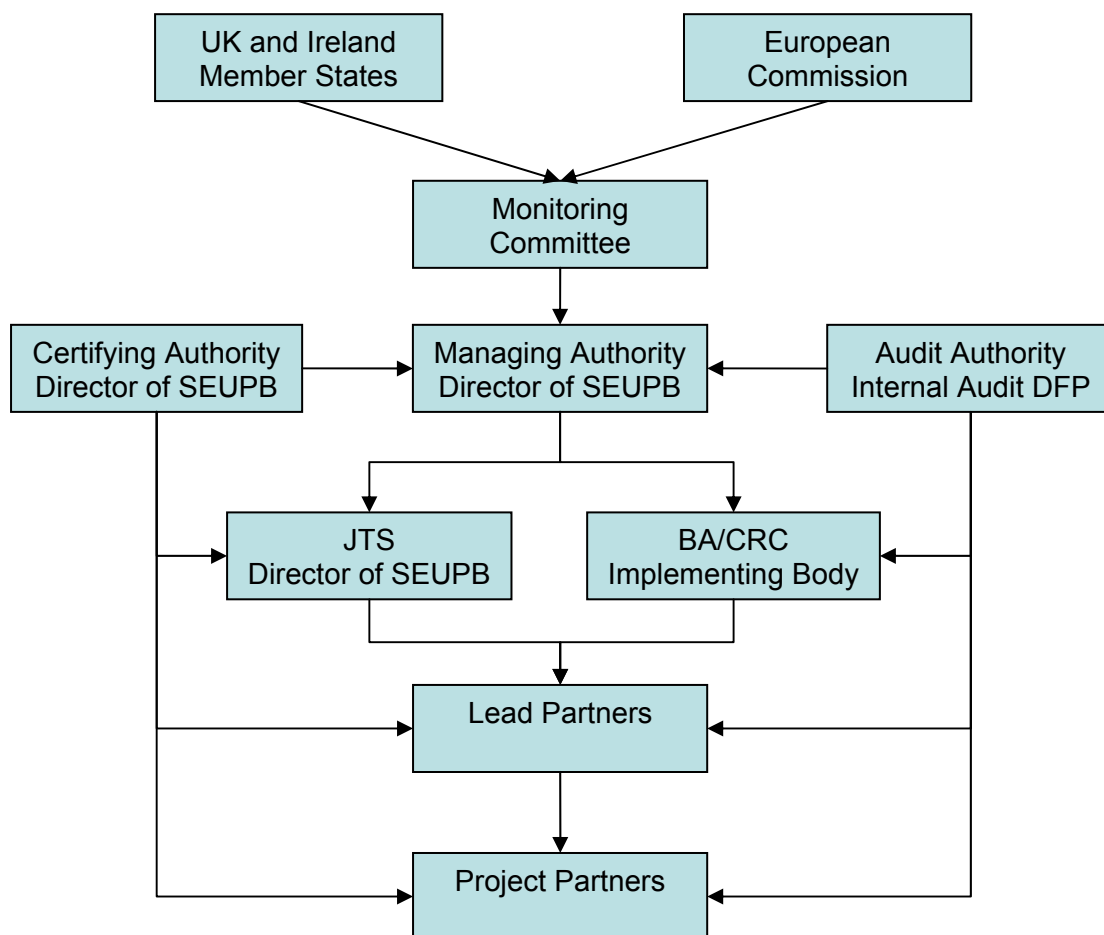 UK and Ireland
Member States
European
Commission
Monitoring
Committee
Certifying Authority
Director of SEUPB
Managing Authority
Director of SEUPB
Audit Authority
Internal Audit DFP
JTS
Director of SEUPB
BA/CRC
Implementing Body
Lead Partners
Project Partners